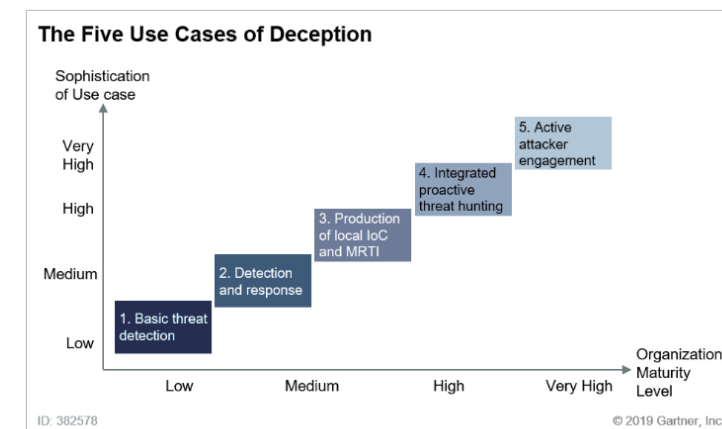 The Five Use Cases of Deception
Sophistication
of Use case
Very
High
High
Medium
Low
5. Active
attacker
engagement
4. Integrated
proactive
threat hunting
3. Production
of local IoC
and MRTI
2. Detection
and response
1. Basic threat
detection
Low
Medium
High
Very High
Organization
Maturity
Level
ID: 382578
© 2019 Gartner, Inc